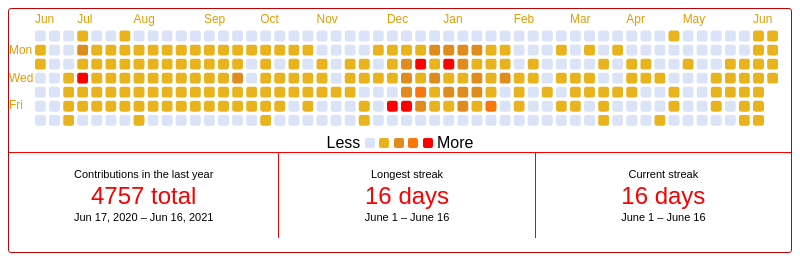 Jun Jul Aug Sep Oct Nov Dec Jan Feb Mar Apr May Jun
Mon
Wed
Fri
Less More
Contributions in the last year
4757 total
Jun 17, 2020 – Jun 16, 2021
Longest streak
16 days
June 1 – June 16
Current streak
16 days
June 1 – June 16